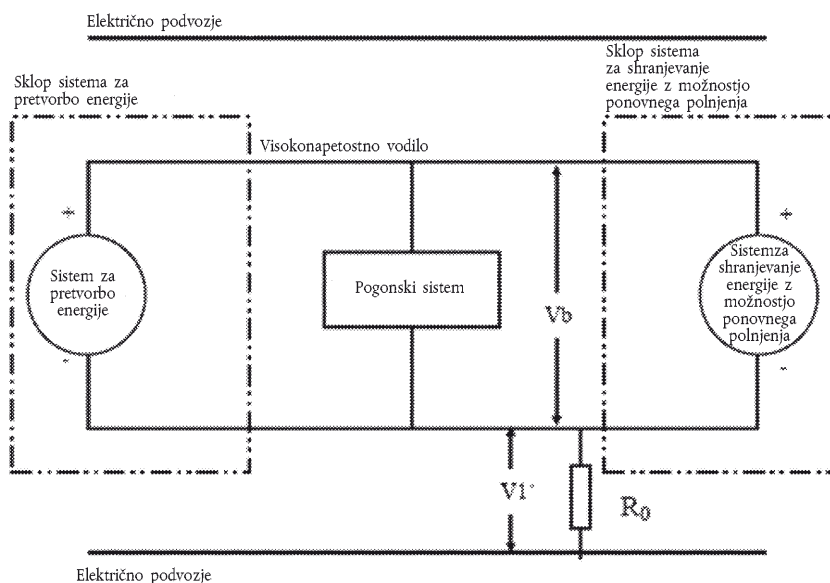 Električno podvozje
Sklop sistema za
pretvorbo energije
Sklop sistema
za shranjevanje
energije z možnostjo
ponovnega polnjenja
Visokonapetostno vodilo
+
+
Sistem za
pretvorbo
energije
Pogonski sistem
Vb
Sistemza
shranjevanje
energije z
možnostjo
ponovnega
polnjenja
-
-
V1'
R0
Električno podvozje